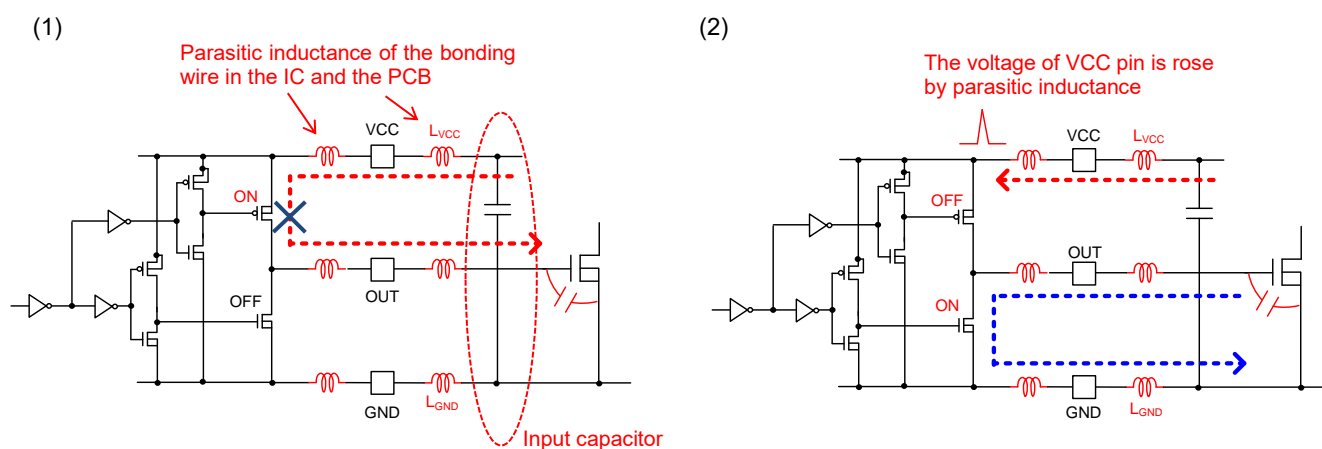 (1)
Parasitic inductance of the bonding
wire in the IC and the PCB
VCC
LVCC
ON
OFF
OUT
GND
LGND
Input capacitor
(2)
The voltage of VCC pin is rose
by parasitic inductance
VCC
LVCC
OFF
OUT
ON
GND
LGND